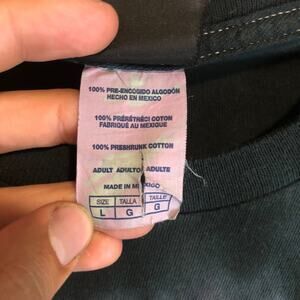 100% PRE-ENCOGIDO ALGODÓN
HECHO EN MEXICO
100% PRÉRÉTRÉCI COTON
FABRIQUÉ AU MEXIQUE
100% PRESHRUNK COTTON
ADULT ADULTO ADULTE
MADE IN MEXICO
SIZE TALLA TAILLE
L G G